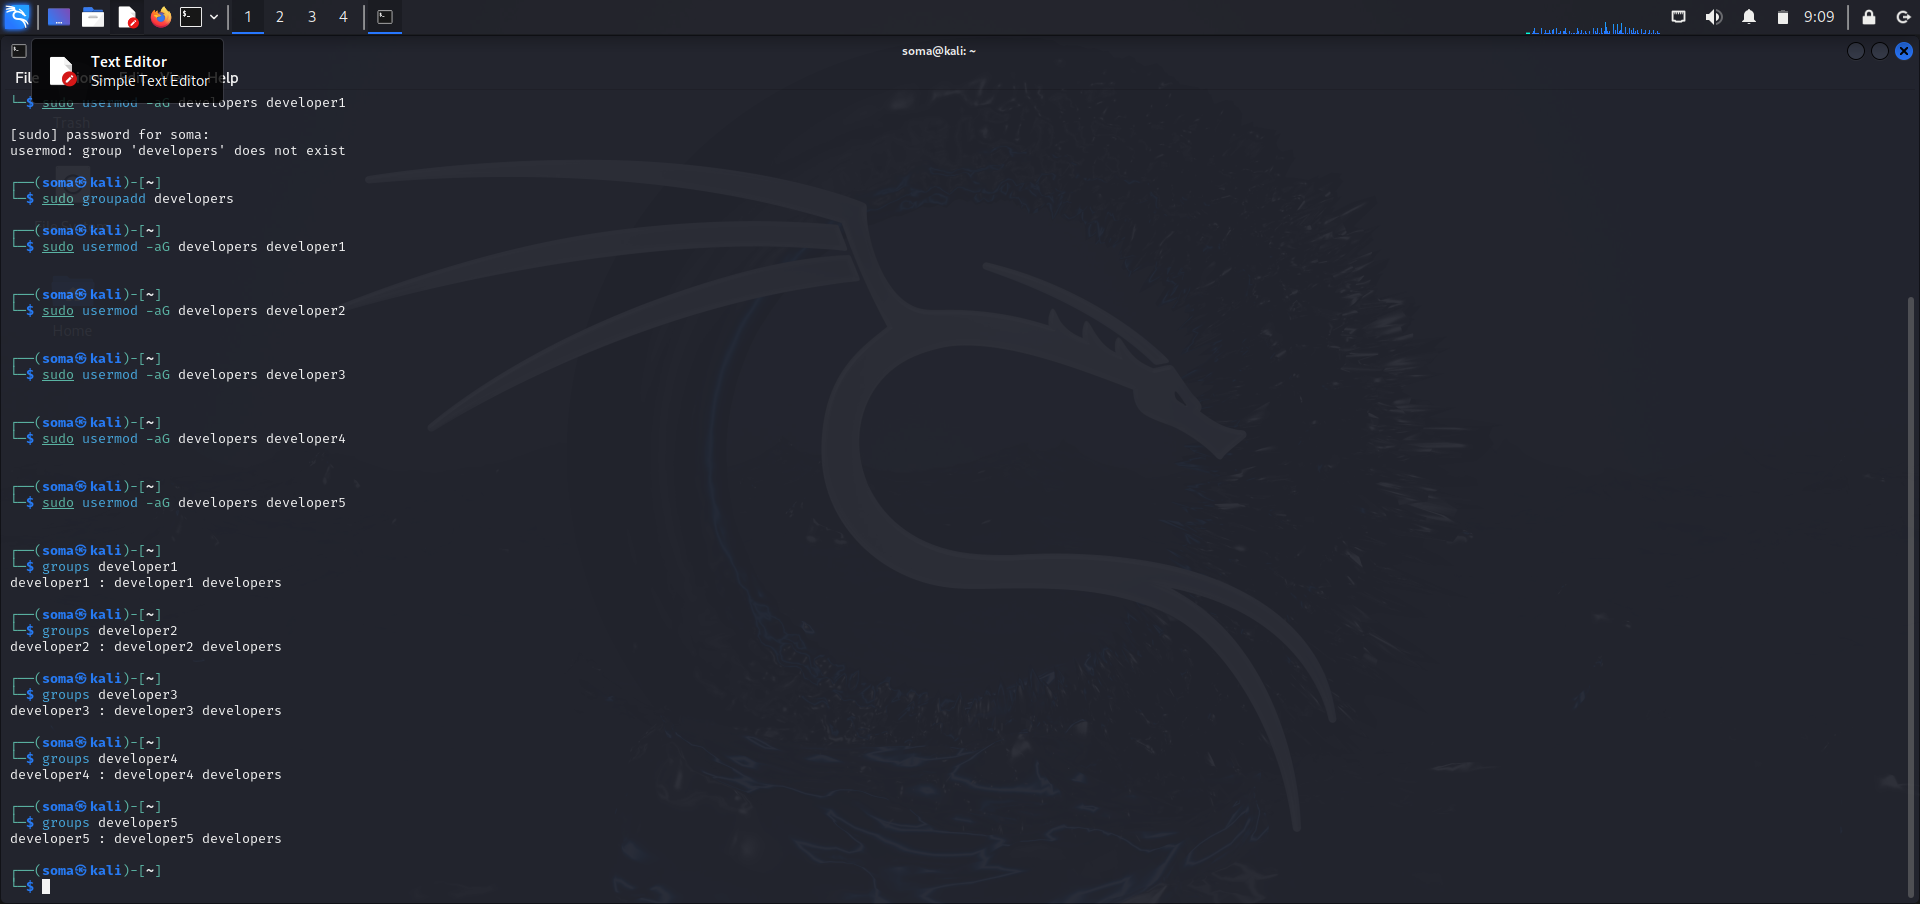 1 2 3 4 9:09
soma@kali: ~
Text Editor
Simple Text Editor
File Help
└─$ sudo usermod -aG developers developer1
Trash
[sudo] password for soma:
usermod: group 'developers' does not exist
┌──(soma㉿kali)-[~]
└─$ sudo groupadd developers
┌──(soma㉿kali)-[~]
└─$ sudo usermod -aG developers developer1
┌──(soma㉿kali)-[~]
└─$ sudo usermod -aG developers developer2
Home
┌──(soma㉿kali)-[~]
└─$ sudo usermod -aG developers developer3
┌──(soma㉿kali)-[~]
└─$ sudo usermod -aG developers developer4
┌──(soma㉿kali)-[~]
└─$ sudo usermod -aG developers developer5
┌──(soma㉿kali)-[~]
└─$ groups developer1
developer1 : developer1 developers
┌──(soma㉿kali)-[~]
└─$ groups developer2
developer2 : developer2 developers
┌──(soma㉿kali)-[~]
└─$ groups developer3
developer3 : developer3 developers
┌──(soma㉿kali)-[~]
└─$ groups developer4
developer4 : developer4 developers
┌──(soma㉿kali)-[~]
└─$ groups developer5
developer5 : developer5 developers
┌──(soma㉿kali)-[~]
└─$